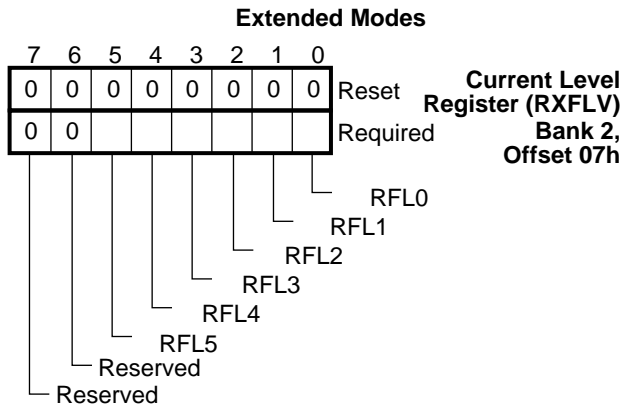 Extended Modes
7 6 5 4 3 2 1 0
0 0 0 0 0 0 0 0 Reset
0 0 Required
Current Level
Register (RXFLV)
Bank 2,
Offset 07h
RFL0
RFL1
RFL2
RFL3
RFL4
RFL5
Reserved
Reserved